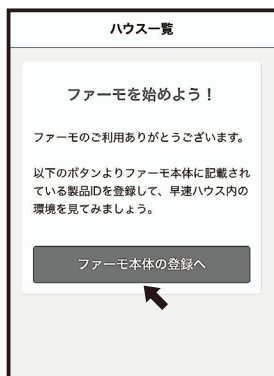 ハウス一覧
ファーモを始めよう！
ファーモのご利用ありがとうございます。
以下のボタンよりファーモ本体に記載され
ている製品IDを登録して、早速ハウス内の
環境を見てみましょう。
ファーモ本体の登録へ